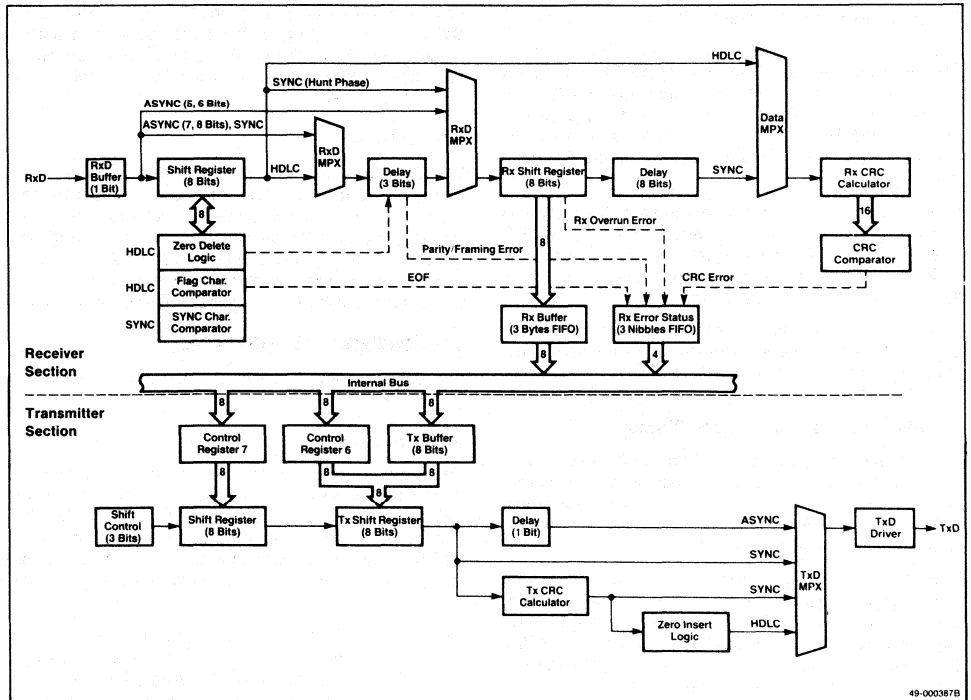 HDLC
SYNC (Hunt Phase)
ASYNC (5, 6 Bits)
ASYNC (7, 8 Bits), SYNC
RxD
RxD
Buffer
(1 Bit)
Shift Register
(8 Bits)
HDLC
RxD
MPX
Delay
(3 Bits)
RxD
MPX
Rx Shift Register
(8 Bits)
Delay
(8 Bits)
SYNC
Data
MPX
Rx CRC
Calculator
8
16
Rx Overrun Error
HDLC
Zero Delete
Logic
Parity/Framing Error
8
CRC
Comparator
HDLC
Flag Char.
Comparator
EOF
CRC Error
SYNC
SYNC Char.
Comparator
Rx Buffer
(3 Bytes FIFO)
Rx Error Status
(3 Nibbles FIFO)
8
4
Receiver
Section
Internal Bus
Transmitter
Section
8
8
8
Control
Register 7
Control
Register 6
Tx Buffer
(8 Bits)
8
8
8
8
Shift
Control
(3 Bits)
Shift Register
(8 Bits)
Tx Shift Register
(8 Bits)
Delay
(1 Bit)
ASYNC
SYNC
Tx CRC
Calculator
SYNC
Zero Insert
Logic
HDLC
TxD
MPX
TxD
Driver
TxD
49-000387B